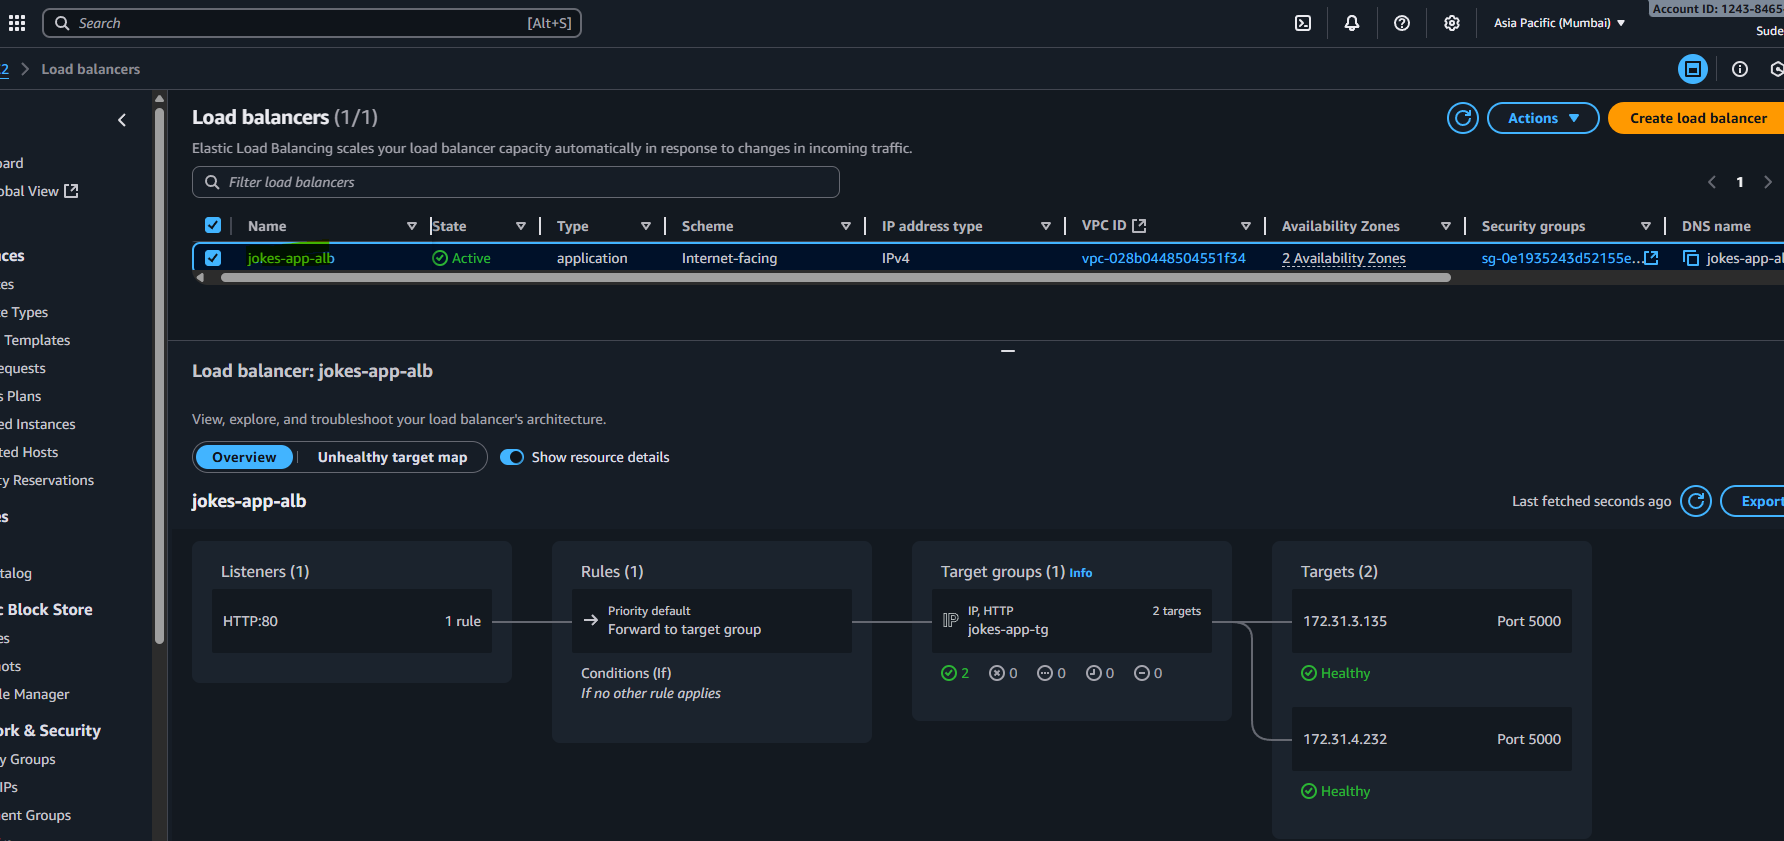 Search [Alt+S] Asia Pacific (Mumbai) Account ID: 1243-8465-
Sude
2 Load balancers
Load balancers (1/1) Actions Create load balancer
Elastic Load Balancing scales your load balancer capacity automatically in response to changes in incoming traffic.
Filter load balancers 1
Name State Type Scheme IP address type VPC ID Availability Zones Security groups DNS name
jokes-app-alb Active application Internet-facing IPv4 vpc-028b0448504551f34 2 Availability Zones sg-0e1935243d52155e... jokes-app-al
oard
obal View
ces
es
e Types
Templates
equests
s Plans
ed Instances
ted Hosts
ty Reservations
es
talog
c Block Store
es
ots
le Manager
ork & Security
y Groups
IPs
ent Groups
Load balancer: jokes-app-alb
View, explore, and troubleshoot your load balancer's architecture.
Overview Unhealthy target map Show resource details
jokes-app-alb Last fetched seconds ago Export
Listeners (1)
HTTP:80 1 rule
Rules (1)
Priority default
Forward to target group
Conditions (If)
If no other rule applies
Target groups (1) Info
IP, HTTP 2 targets
jokes-app-tg
2 0 0 0 0
Targets (2)
172.31.3.135 Port 5000
Healthy
172.31.4.232 Port 5000
Healthy